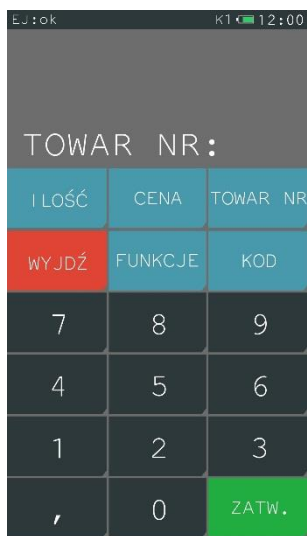 EJ:ok K1 12:00
TOWAR NR:
ILOŚĆ CENA TOWAR NR
WYJDŹ FUNKCJE KOD
7 8 9
4 5 6
1 2 3
, 0 ZATW.